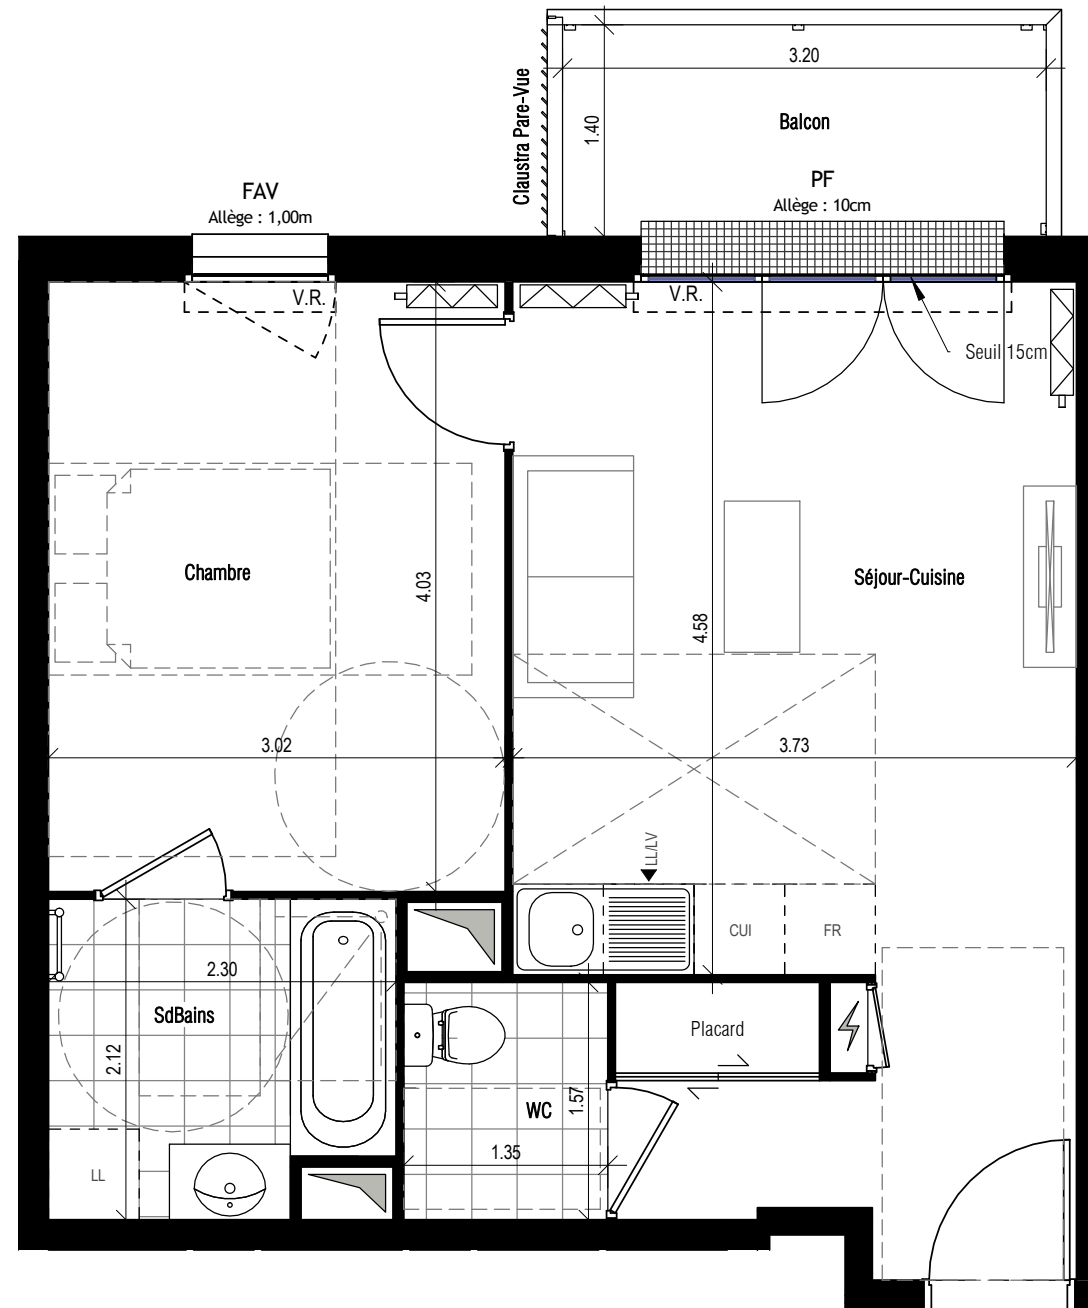 3.20
Claustra Pare-Vue
1.40
Balcon
FAV
Allège : 1,00m
PF
Allège : 10cm
V.R.
V.R.
Seuil 15cm
Chambre
4.03
Séjour-Cuisine
4.58
3.02
3.73
LL/LV
CUI
FR
2.30
SdBains
Placard
2.12
WC
1.57
1.35
LL